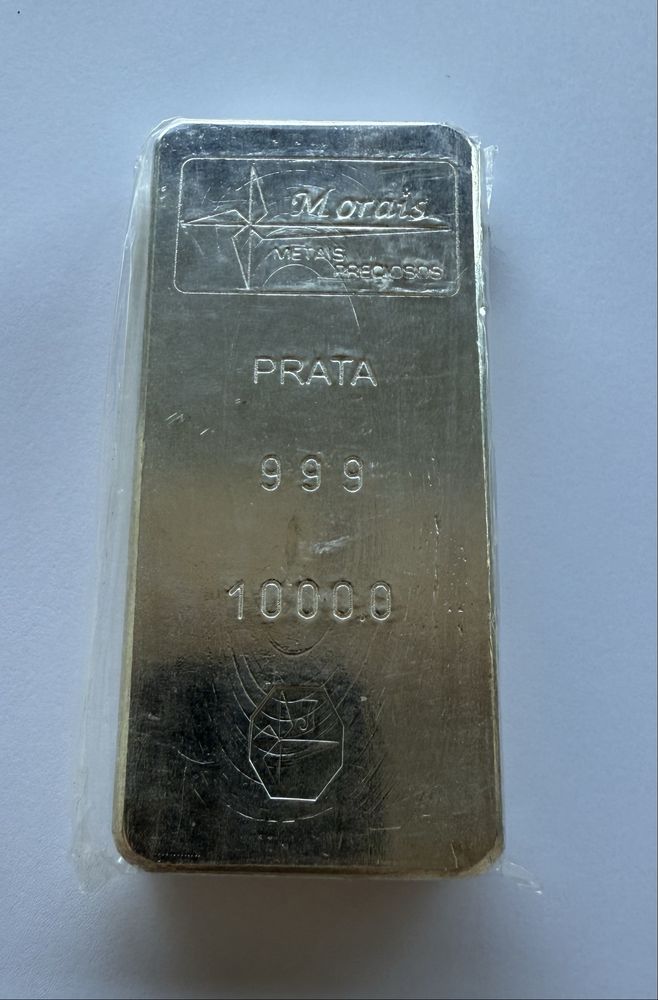 Morais
METAIS
PRECIOSOS
PRATA
999
1000.0